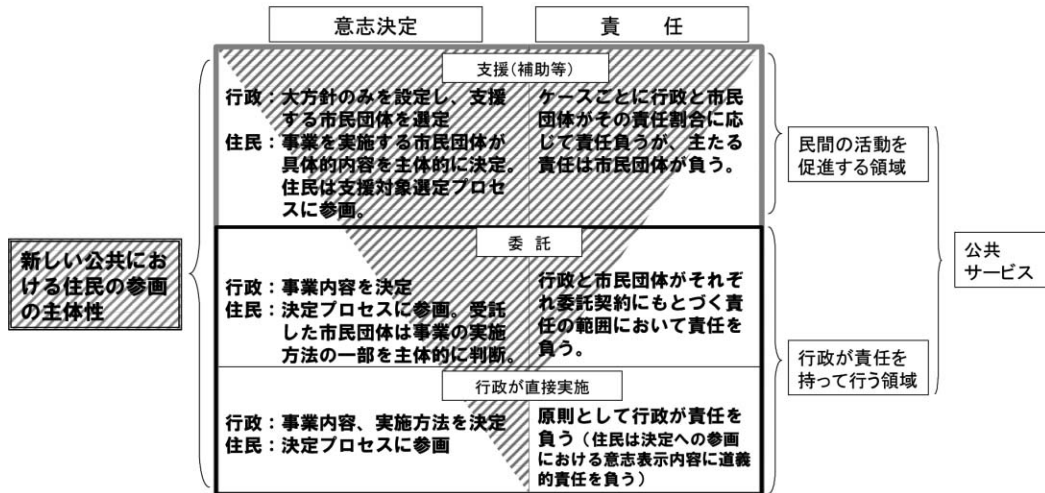 意志決定
責 任
支援（補助等）
行政：大方針のみを設定し、支援
する市民団体を選定
住民：事業を実施する市民団体が
具体的内容を主体的に決定。
住民は支援対象選定プロセ
スに参画。
ケースごとに行政と市民
団体がその責任割合に応
じて責任負うが、主たる
責任は市民団体が負う。
民間の活動を
促進する領域
新しい公共にお
ける住民の参画
の主体性
委 託
行政：事業内容を決定
住民：決定プロセスに参画。受託
した市民団体は事業の実施
方法の一部を主体的に判断。
行政と市民団体がそれぞ
れ委託契約にもとづく責
任の範囲において責任を
負う。
公共
サービス
行政が責任を
持って行う領域
行政が直接実施
行政：事業内容、実施方法を決定
住民：決定プロセスに参画
原則として行政が責任を
負う（住民は決定への参画
における意志表示内容に道義
的責任を負う）